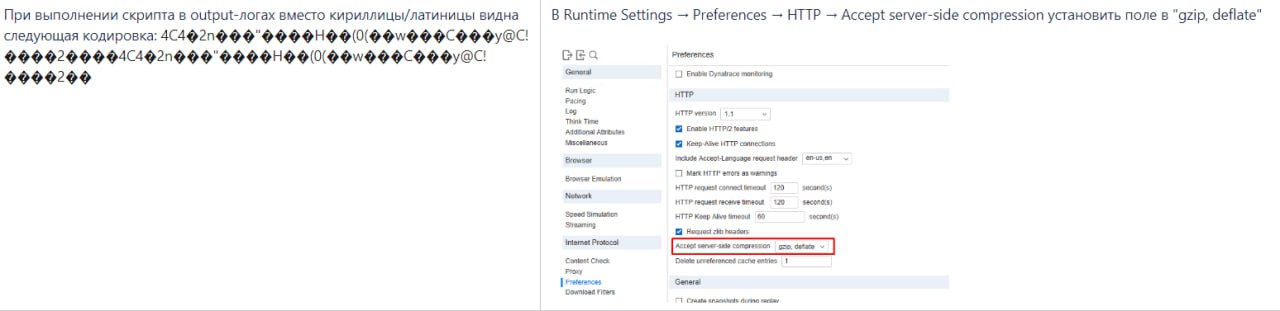 При выполнении скрипта в output-логах вместо кириллицы/латиницы видна
следующая кодировка: 4C4�2n���"����H��(0(��w���C���y@C!
����2����4C4�2n���"����H��(0(��w���C���y@C!
����2��
В Runtime Settings → Preferences → HTTP → Accept server-side compression установить поле в "gzip, deflate"
General
Run Logic
Pacing
Log
Think Time
Additional Attributes
Miscellaneous
Browser
Browser Emulation
Network
Speed Simulation
Streaming
Internet Protocol
Content Check
Proxy
Preferences
Download Filters
Preferences
Enable Dynatrace monitoring
HTTP
HTTP version 1.1
Enable HTTP/2 features
Keep-Alive HTTP connections
Include Accept-Language request header en-us,en
Mark HTTP errors as warnings
HTTP request connect timeout 120 second(s)
HTTP request receive timeout 120 second(s)
HTTP Keep Alive timeout 60 second(s)
Request zlib headers
Accept server-side compression gzip, deflate
Delete unreferenced cache entries 1
General
Create snapshots during replay